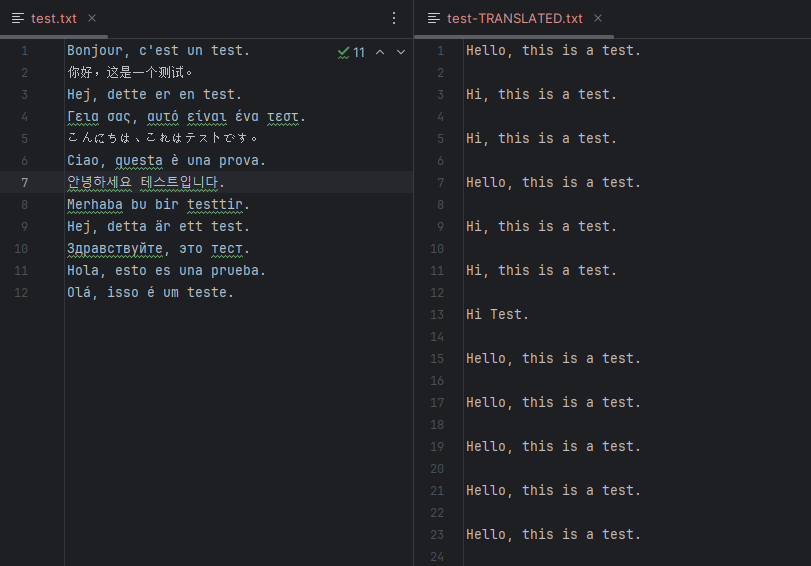 test.txt
test-TRANSLATED.txt
11
1 Bonjour, c'est un test.
2 你好，这是一个测试。
3 Hej, dette er en test.
4 Γεια σας, αυτό είναι ένα τεστ.
5 こんにちは、これはテストです。
6 Ciao, questa è una prova.
7 안녕하세요 테스트입니다.
8 Merhaba bu bir testtir.
9 Hej, detta är ett test.
10 Здравствуйте, это тест.
11 Hola, esto es una prueba.
12 Olá, isso é um teste.
1 Hello, this is a test.
2
3 Hi, this is a test.
4
5 Hi, this is a test.
6
7 Hello, this is a test.
8
9 Hi, this is a test.
10
11 Hi, this is a test.
12
13 Hi Test.
14
15 Hello, this is a test.
16
17 Hello, this is a test.
18
19 Hello, this is a test.
20
21 Hello, this is a test.
22
23 Hello, this is a test.
24